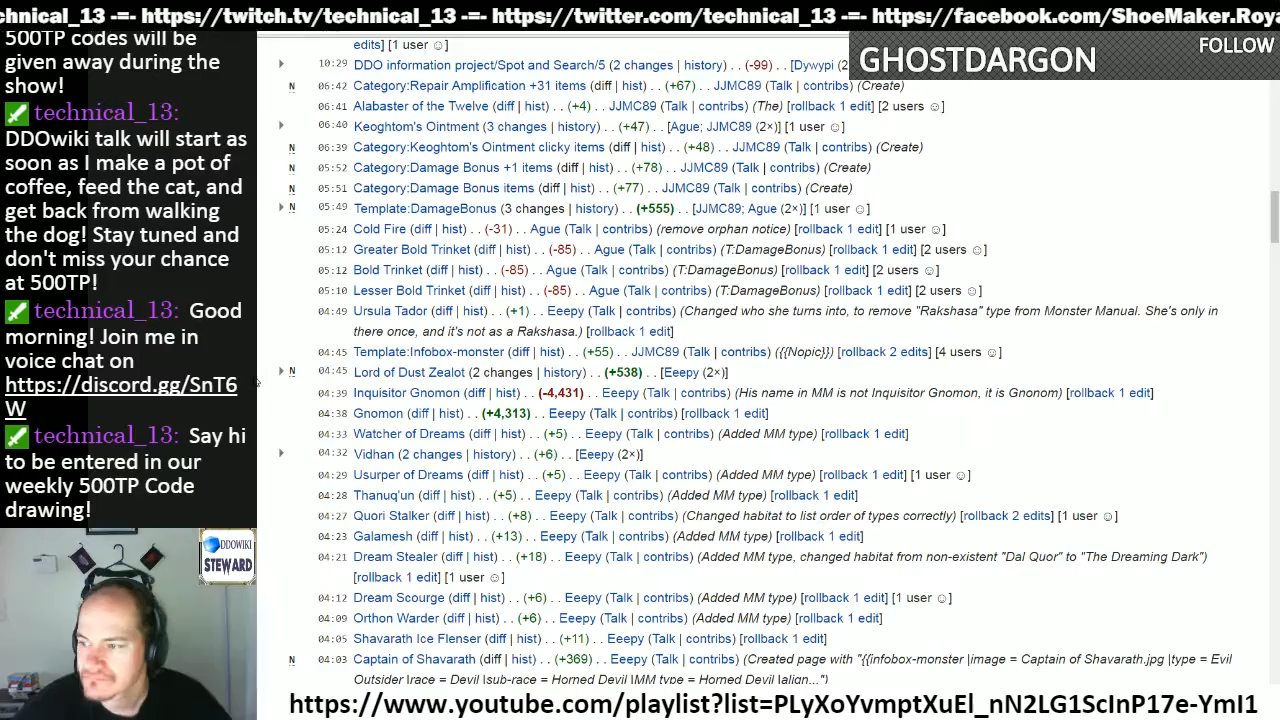 chnical_13 -=- https://twitch.tv/technical_13 -=- https://twitter.com/technical_13 -=- https://facebook.com/ShoeMaker.Roya
GHOSTDARGON
FOLLOW
500TP codes will be
given away during the
show!
technical_13:
DDOwiki talk will start as
soon as I make a pot of
coffee, feed the cat, and
get back from walking
the dog! Stay tuned and
don't miss your chance
at 500TP!
technical_13: Good
morning! Join me in
voice chat on
https://discord.gg/SnT6
W
technical_13: Say hi
to be entered in our
weekly 500TP Code
drawing!
DDOWIKI
STEWARD
edits] [1 user ☺]
10:29 DDO information project/Spot and Search/5 (2 changes | history) . . (-99) . . [Dywypi (2
N 06:42 Category:Repair Amplification +31 items (diff | hist) . . (+67) . . JJMC89 (Talk | contribs) (Create)
06:41 Alabaster of the Twelve (diff | hist) . . (+4) . . JJMC89 (Talk | contribs) (The) [rollback 1 edit] [2 users ☺]
06:40 Keoghtom's Ointment (3 changes | history) . . (+47) . . [Ague; JJMC89 (2×)] [1 user ☺]
N 06:39 Category:Keoghtom's Ointment clicky items (diff | hist) . . (+48) . . JJMC89 (Talk | contribs) (Create)
N 05:52 Category:Damage Bonus +1 items (diff | hist) . . (+78) . . JJMC89 (Talk | contribs) (Create)
N 05:51 Category:Damage Bonus items (diff | hist) . . (+77) . . JJMC89 (Talk | contribs) (Create)
N 05:49 Template:DamageBonus (3 changes | history) . . (+555) . . [JJMC89; Ague (2×)] [1 user ☺]
05:24 Cold Fire (diff | hist) . . (-31) . . Ague (Talk | contribs) (remove orphan notice) [rollback 1 edit] [1 user ☺]
05:12 Greater Bold Trinket (diff | hist) . . (-85) . . Ague (Talk | contribs) (T:DamageBonus) [rollback 1 edit] [2 users ☺]
05:12 Bold Trinket (diff | hist) . . (-85) . . Ague (Talk | contribs) (T:DamageBonus) [rollback 1 edit] [2 users ☺]
05:10 Lesser Bold Trinket (diff | hist) . . (-85) . . Ague (Talk | contribs) (T:DamageBonus) [rollback 1 edit] [2 users ☺]
04:49 Ursula Tador (diff | hist) . . (+1) . . Eeepy (Talk | contribs) (Changed who she turns into, to remove "Rakshasa" type from Monster Manual. She's only in
there once, and it's not as a Rakshasa.) [rollback 1 edit]
04:45 Template:Infobox-monster (diff | hist) . . (+55) . . JJMC89 (Talk | contribs) ({{Nopic}}) [rollback 2 edits] [4 users ☺]
N 04:45 Lord of Dust Zealot (2 changes | history) . . (+538) . . [Eeepy (2×)]
04:39 Inquisitor Gnomon (diff | hist) . . (-4,431) . . Eeepy (Talk | contribs) (His name in MM is not Inquisitor Gnomon, it is Gnonom) [rollback 1 edit]
04:38 Gnomon (diff | hist) . . (+4,313) . . Eeepy (Talk | contribs) [rollback 1 edit]
04:33 Watcher of Dreams (diff | hist) . . (+5) . . Eeepy (Talk | contribs) (Added MM type) [rollback 1 edit]
04:32 Vidhan (2 changes | history) . . (+6) . . [Eeepy (2×)]
04:29 Usurper of Dreams (diff | hist) . . (+5) . . Eeepy (Talk | contribs) (Added MM type) [rollback 1 edit] [1 user ☺]
04:28 Thanuq'un (diff | hist) . . (+5) . . Eeepy (Talk | contribs) (Added MM type) [rollback 1 edit]
04:27 Quori Stalker (diff | hist) . . (+8) . . Eeepy (Talk | contribs) (Changed habitat to list order of types correctly) [rollback 2 edits] [1 user ☺]
04:23 Galamesh (diff | hist) . . (+13) . . Eeepy (Talk | contribs) (Added MM type) [rollback 1 edit]
04:21 Dream Stealer (diff | hist) . . (+18) . . Eeepy (Talk | contribs) (Added MM type, changed habitat from non-existent "Dal Quor" to "The Dreaming Dark")
[rollback 1 edit] [1 user ☺]
04:12 Dream Scourge (diff | hist) . . (+6) . . Eeepy (Talk | contribs) (Added MM type) [rollback 1 edit] [1 user ☺]
04:09 Orthon Warder (diff | hist) . . (+6) . . Eeepy (Talk | contribs) (Added MM type) [rollback 1 edit]
04:05 Shavarath Ice Flenser (diff | hist) . . (+11) . . Eeepy (Talk | contribs) [rollback 1 edit]
N 04:03 Captain of Shavarath (diff | hist) . . (+369) . . Eeepy (Talk | contribs) (Created page with "{{infobox-monster |image = Captain of Shavarath.jpg |type = Evil
Outsider |race = Devil |sub-race = Horned Devil |MM type = Horned Devil |align...")
https://www.youtube.com/playlist?list=PLyXoYvmptXuEl_nN2LG1ScInP17e-YmI1